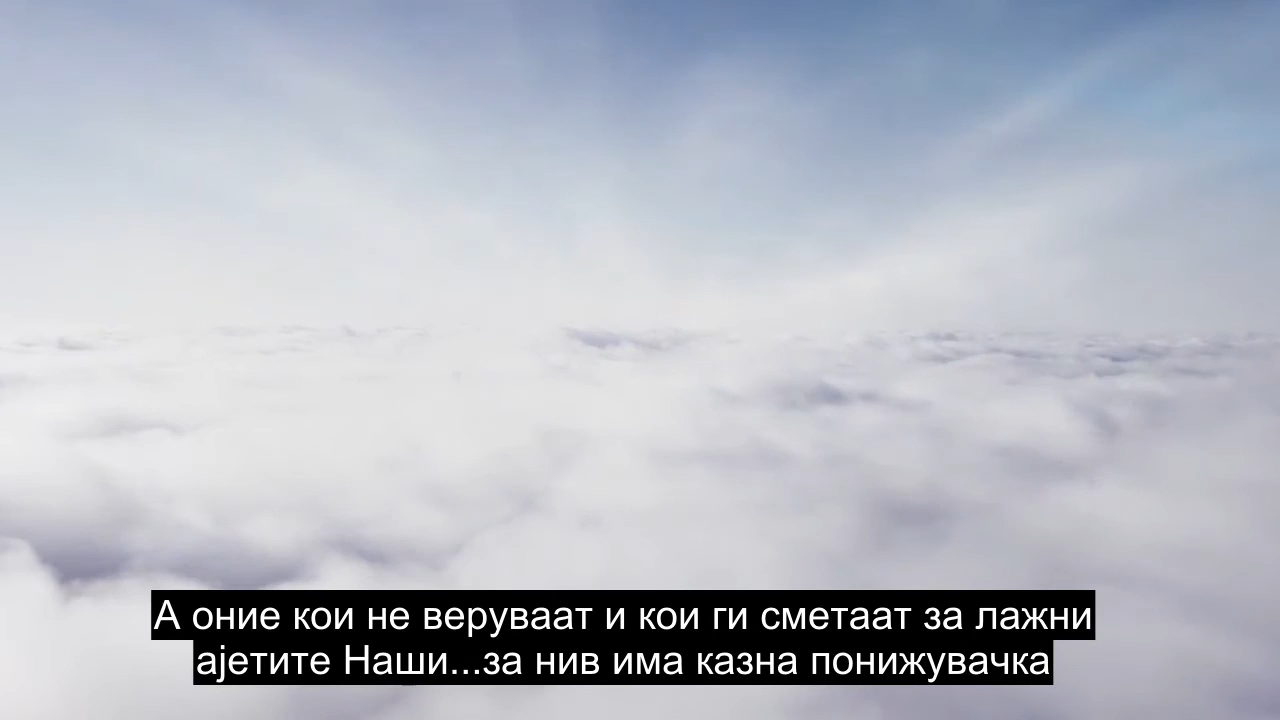 А оние кои не веруваат и кои ги сметаат за лажни
ајетите Наши...за нив има казна понижувачка